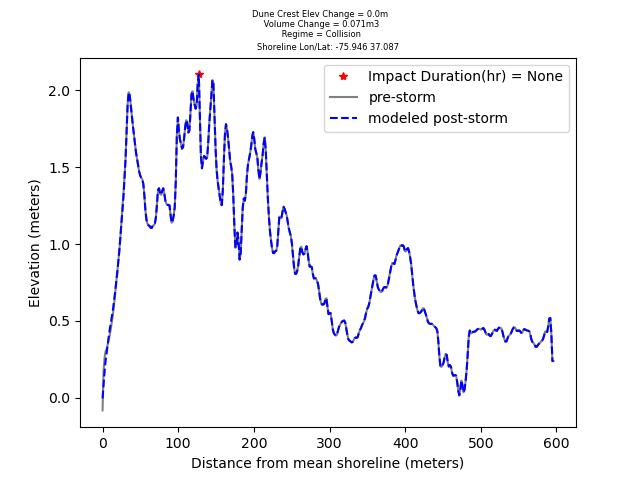 Dune Crest Elev Change = 0.0m
Volume Change = 0.071m3
Regime = Collision
Shoreline Lon/Lat: -75.946 37.087
Impact Duration(hr) = None
pre-storm
modeled post-storm
2.0
1.5
1.0
0.5
0.0
Elevation (meters)
0 100 200 300 400 500 600
Distance from mean shoreline (meters)